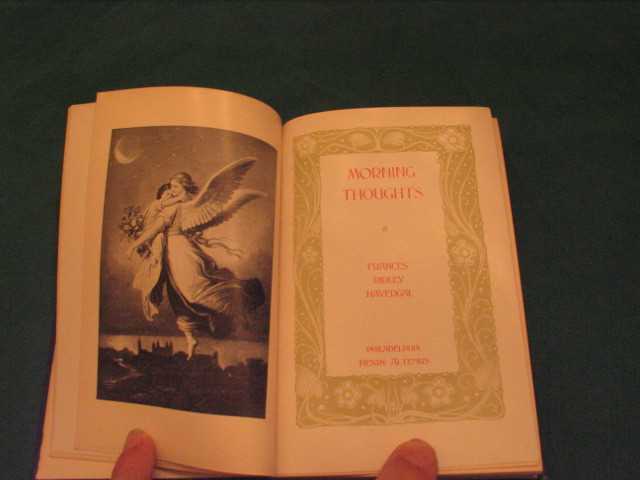 MORNING
THOUGHTS
FRANCES
RIDLEY
HAVERGAL
PHILADELPHIA
HENRY ALTEMUS